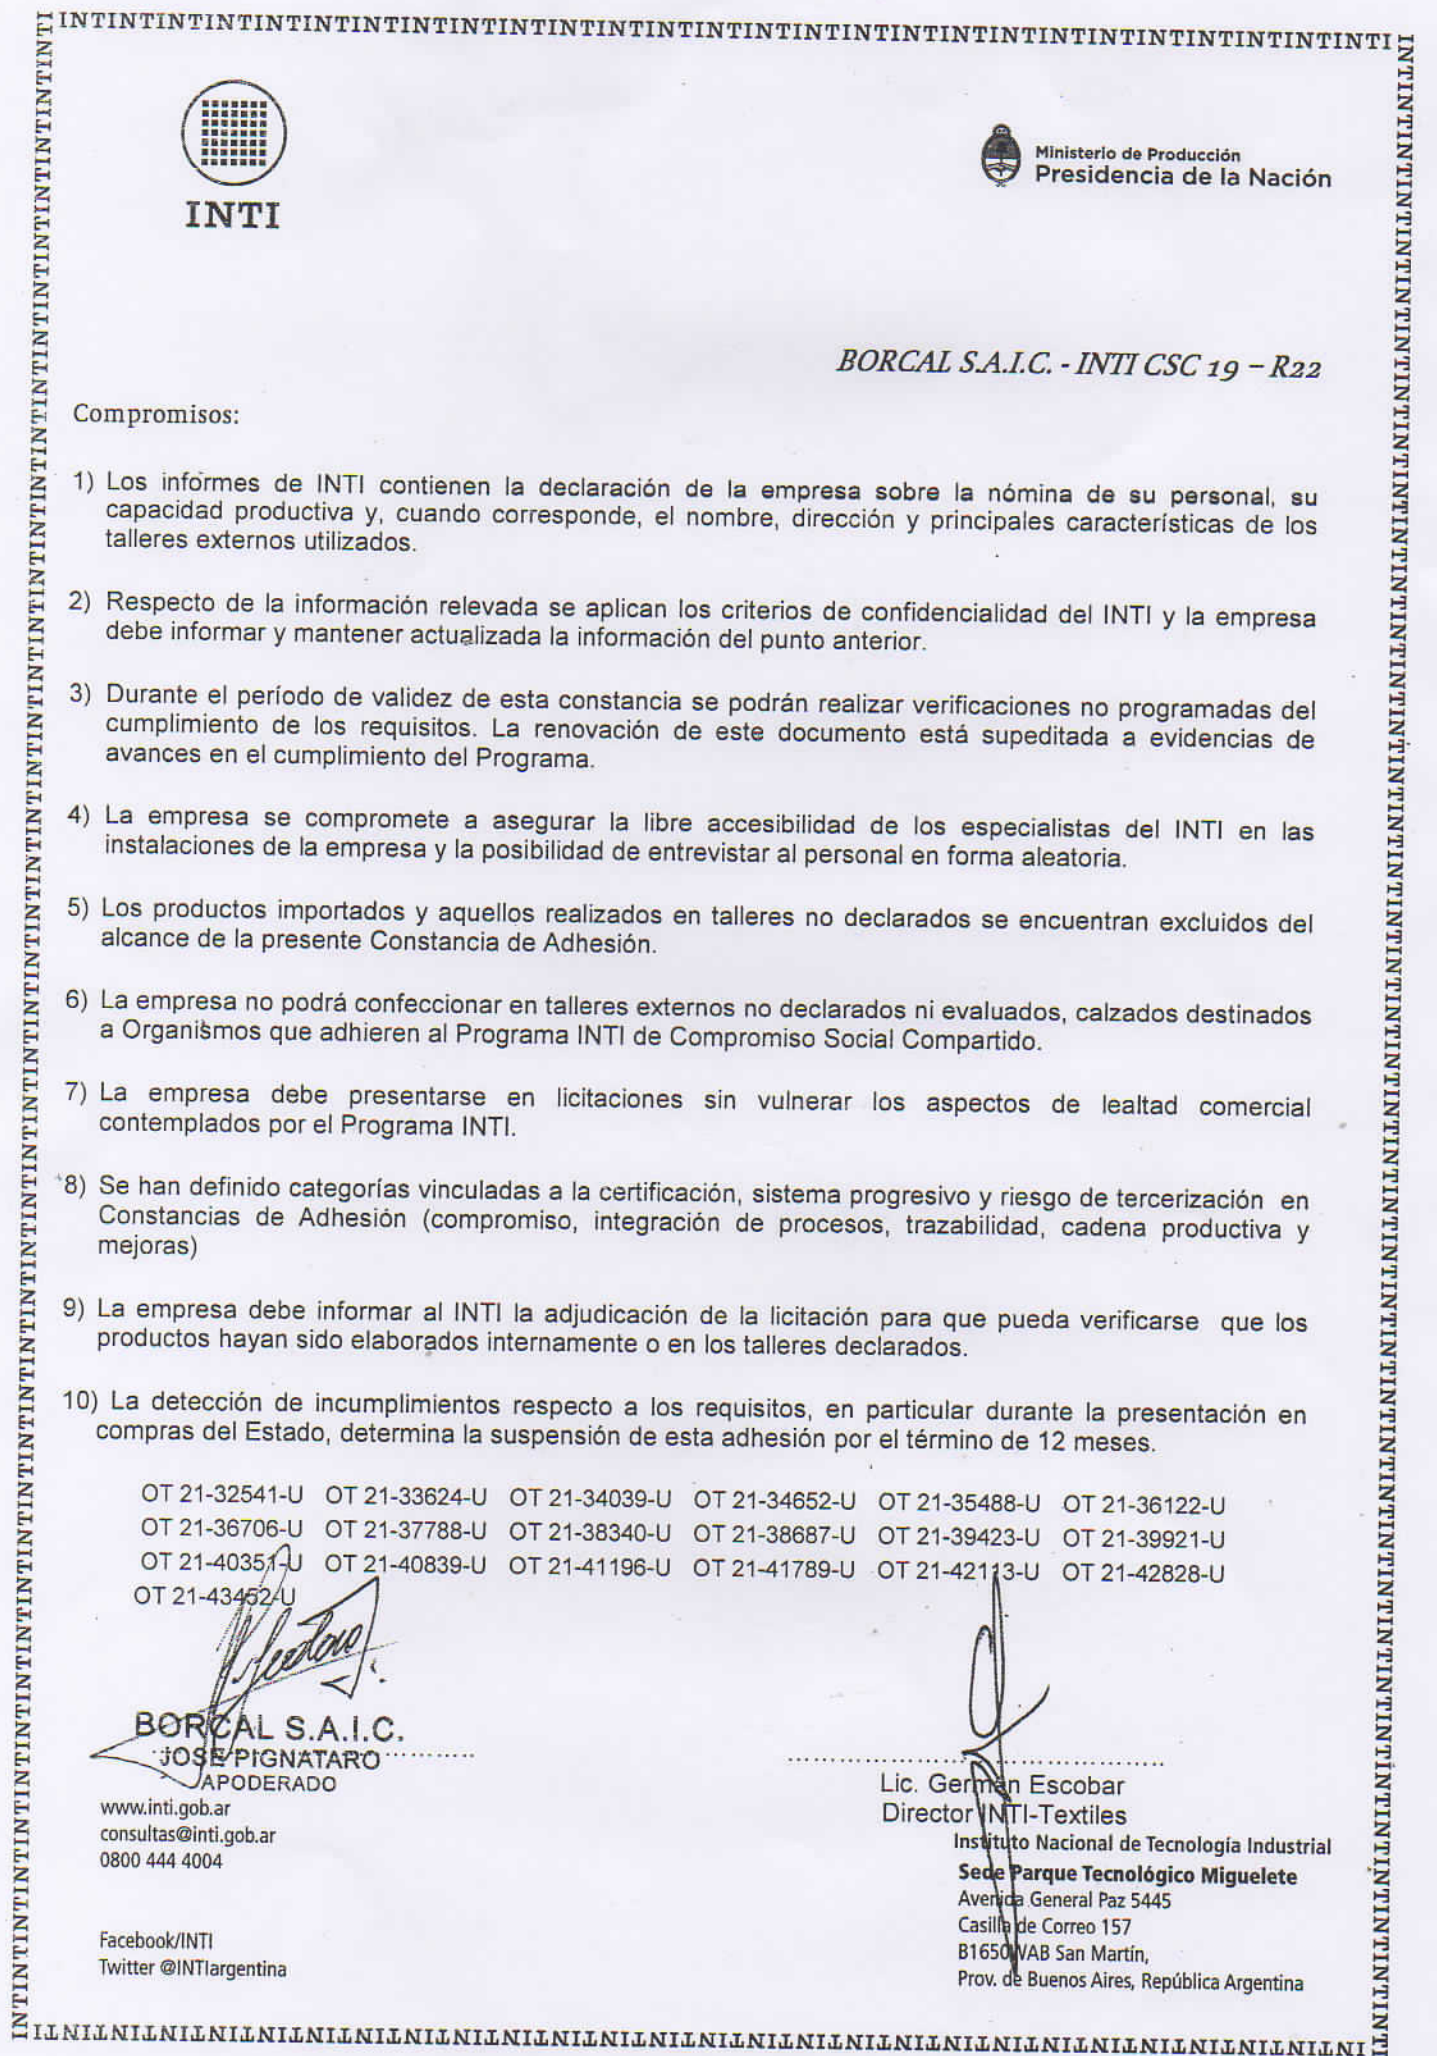 INTINTINTINTINTINTINTINTINTINTINTINTINTINTINTINTINTINTINTINTINTINTINTINTINTINTINTI
INTI
Ministerio de Producción
Presidencia de la Nación
BORCAL S.A.I.C. - INTI CSC 19 – R22
Compromisos:
1) Los informes de INTI contienen la declaración de la empresa sobre la nómina de su personal, su
capacidad productiva y, cuando corresponde, el nombre, dirección y principales características de los
talleres externos utilizados.
2) Respecto de la información relevada se aplican los criterios de confidencialidad del INTI y la empresa
debe informar y mantener actualizada la información del punto anterior.
3) Durante el período de validez de esta constancia se podrán realizar verificaciones no programadas del
cumplimiento de los requisitos. La renovación de este documento está supeditada a evidencias de
avances en el cumplimiento del Programa.
4) La empresa se compromete a asegurar la libre accesibilidad de los especialistas del INTI en las
instalaciones de la empresa y la posibilidad de entrevistar al personal en forma aleatoria.
5) Los productos importados y aquellos realizados en talleres no declarados se encuentran excluidos del
alcance de la presente Constancia de Adhesión.
6) La empresa no podrá confeccionar en talleres externos no declarados ni evaluados, calzados destinados
a Organismos que adhieren al Programa INTI de Compromiso Social Compartido.
7) La empresa debe presentarse en licitaciones sin vulnerar los aspectos de lealtad comercial
contemplados por el Programa INTI.
8) Se han definido categorías vinculadas a la certificación, sistema progresivo y riesgo de tercerización en
Constancias de Adhesión (compromiso, integración de procesos, trazabilidad, cadena productiva y
mejoras)
9) La empresa debe informar al INTI la adjudicación de la licitación para que pueda verificarse que los
productos hayan sido elaborados internamente o en los talleres declarados.
10) La detección de incumplimientos respecto a los requisitos, en particular durante la presentación en
compras del Estado, determina la suspensión de esta adhesión por el término de 12 meses.
OT 21-32541-U OT 21-33624-U OT 21-34039-U OT 21-34652-U OT 21-35488-U OT 21-36122-U
OT 21-36706-U OT 21-37788-U OT 21-38340-U OT 21-38687-U OT 21-39423-U OT 21-39921-U
OT 21-40351-U OT 21-40839-U OT 21-41196-U OT 21-41789-U OT 21-42113-U OT 21-42828-U
OT 21-43452-U
BORCAL S.A.I.C.
JOSE PIGNATARO
APODERADO
www.inti.gob.ar
consultas@inti.gob.ar
0800 444 4004
Facebook/INTI
Twitter @INTIargentina
Lic. Germán Escobar
Director INTI-Textiles
Instituto Nacional de Tecnología Industrial
Sede Parque Tecnológico Miguelete
Avenida General Paz 5445
Casilla de Correo 157
B1650WAB San Martín,
Prov. de Buenos Aires, República Argentina